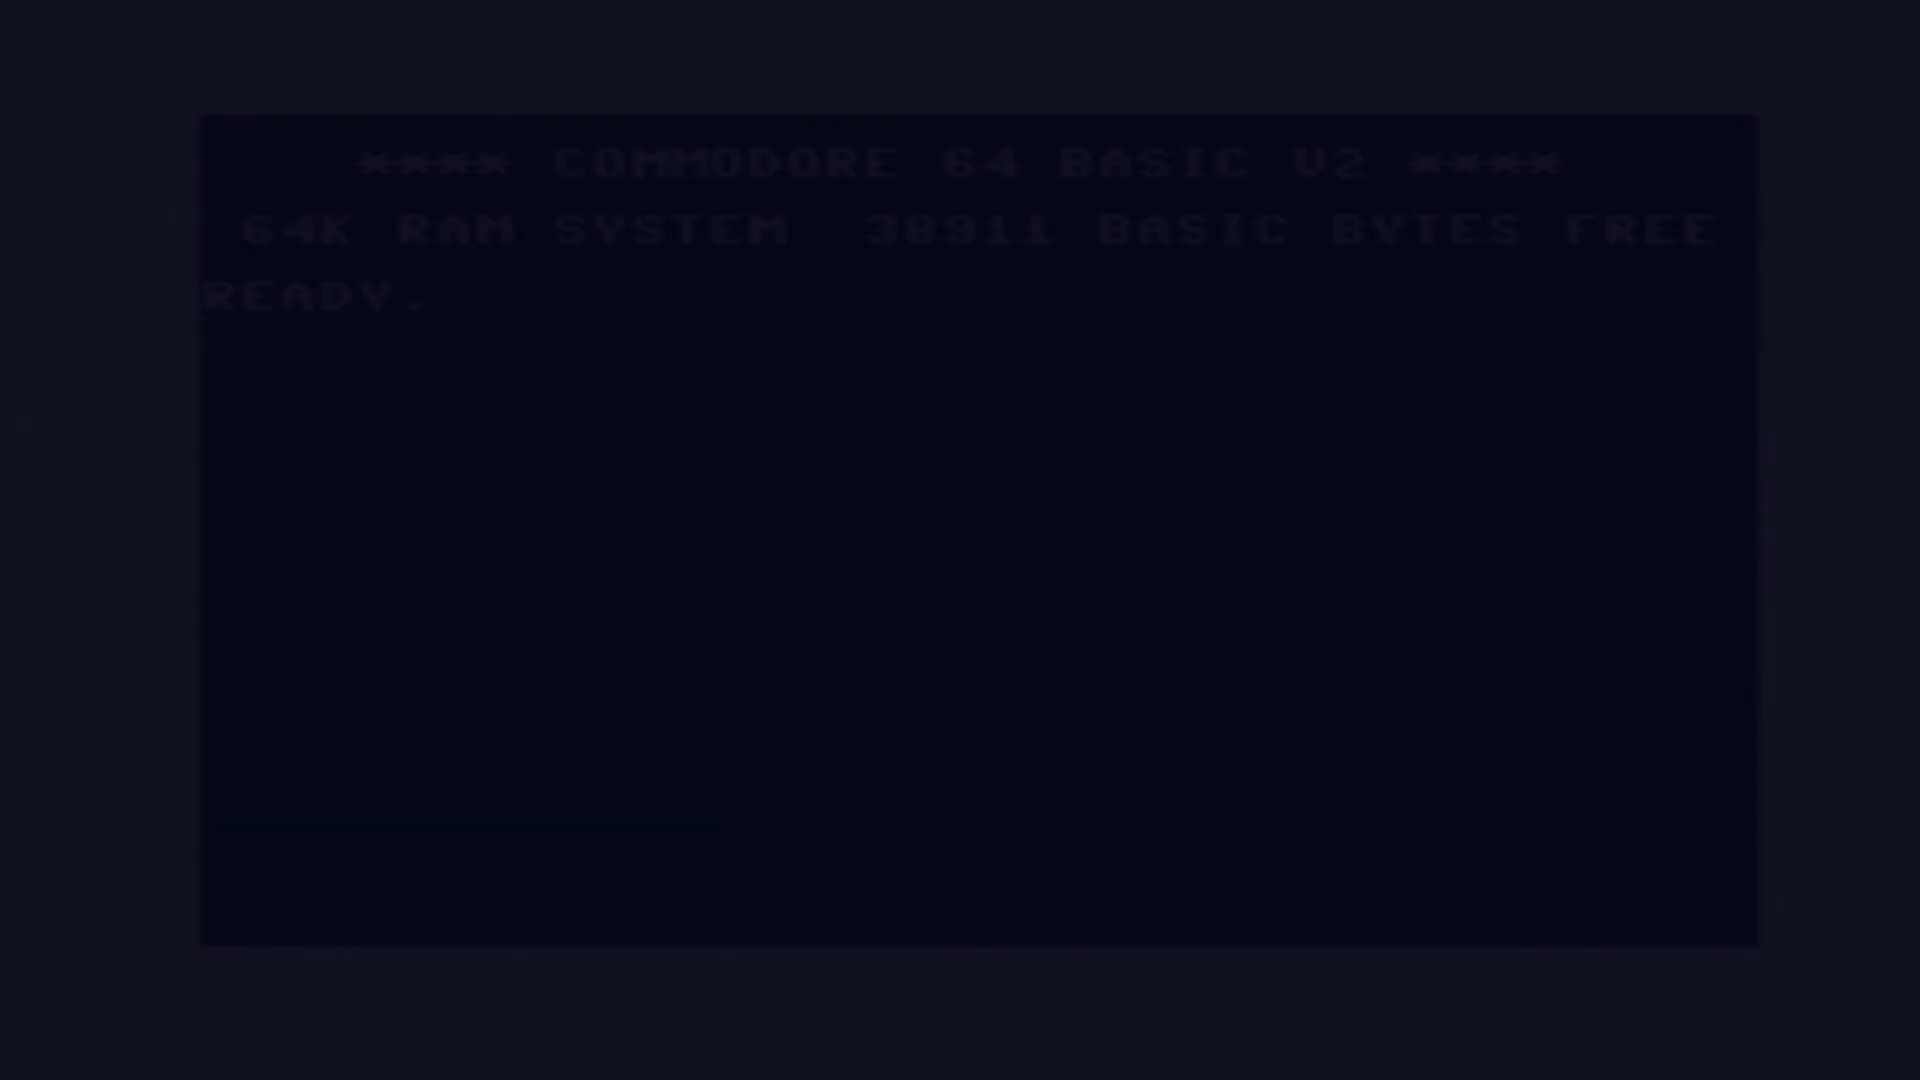 **** COMMODORE 64 BASIC V2 ****
64K RAM SYSTEM  38911 BASIC BYTES FREE
READY.